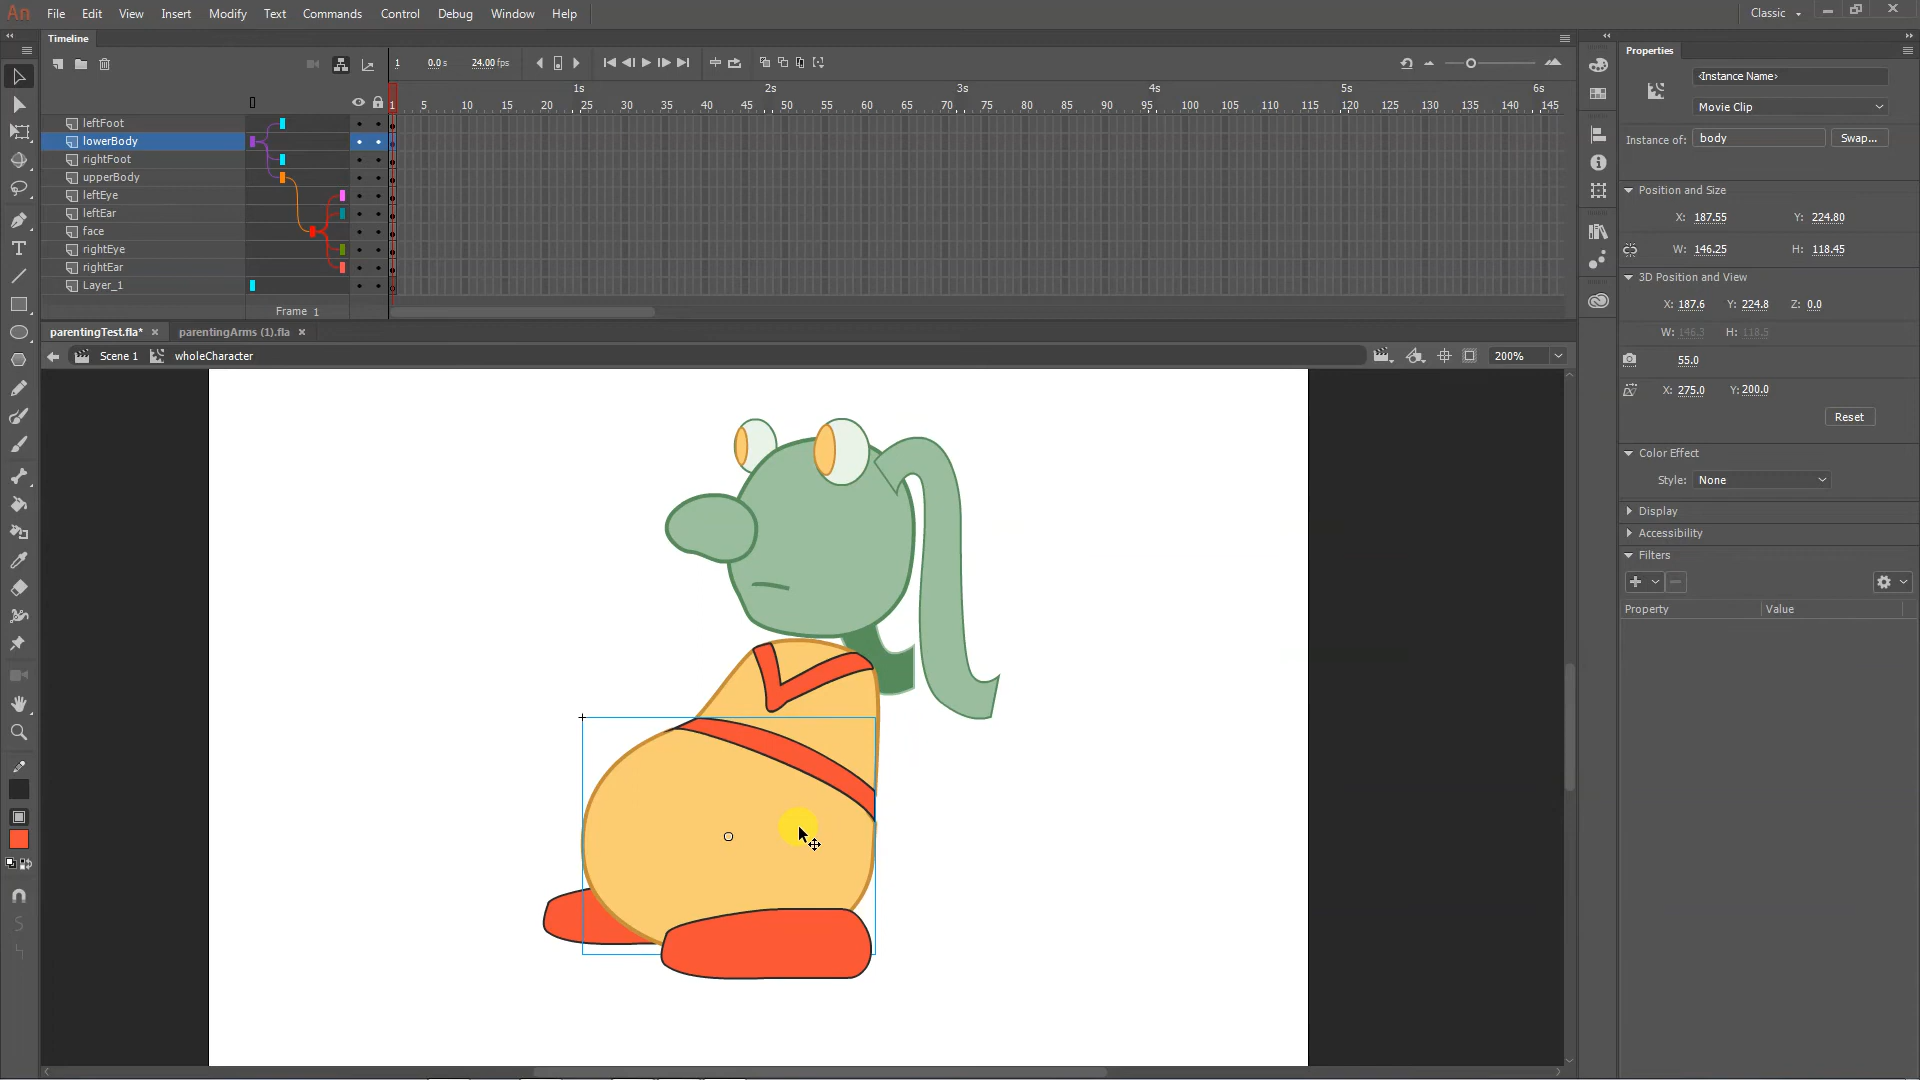 An File Edit View Insert Modify Text Commands Control Debug Window Help Classic
Timeline
1 0.0 s 24.00 fps
1s 2s 3s 4s 5s 6s
1 5 10 15 20 25 30 35 40 45 50 55 60 65 70 75 80 85 90 95 100 105 110 115 120 125 130 135 140 145
leftFoot
lowerBody
rightFoot
upperBody
leftEye
leftEar
face
rightEye
rightEar
Layer_1
Frame 1
parentingTest.fla* × parentingArms (1).fla ×
Scene 1 wholeCharacter 200%
Properties
<Instance Name>
Movie Clip
Instance of: body Swap...
Position and Size
X: 187.55 Y: 224.80
W: 146.25 H: 118.45
3D Position and View
X: 187.6 Y: 224.8 Z: 0.0
W: 146.3 H: 118.5
55.0
X: 275.0 Y: 200.0
Reset
Color Effect
Style: None
Display
Accessibility
Filters
Property Value